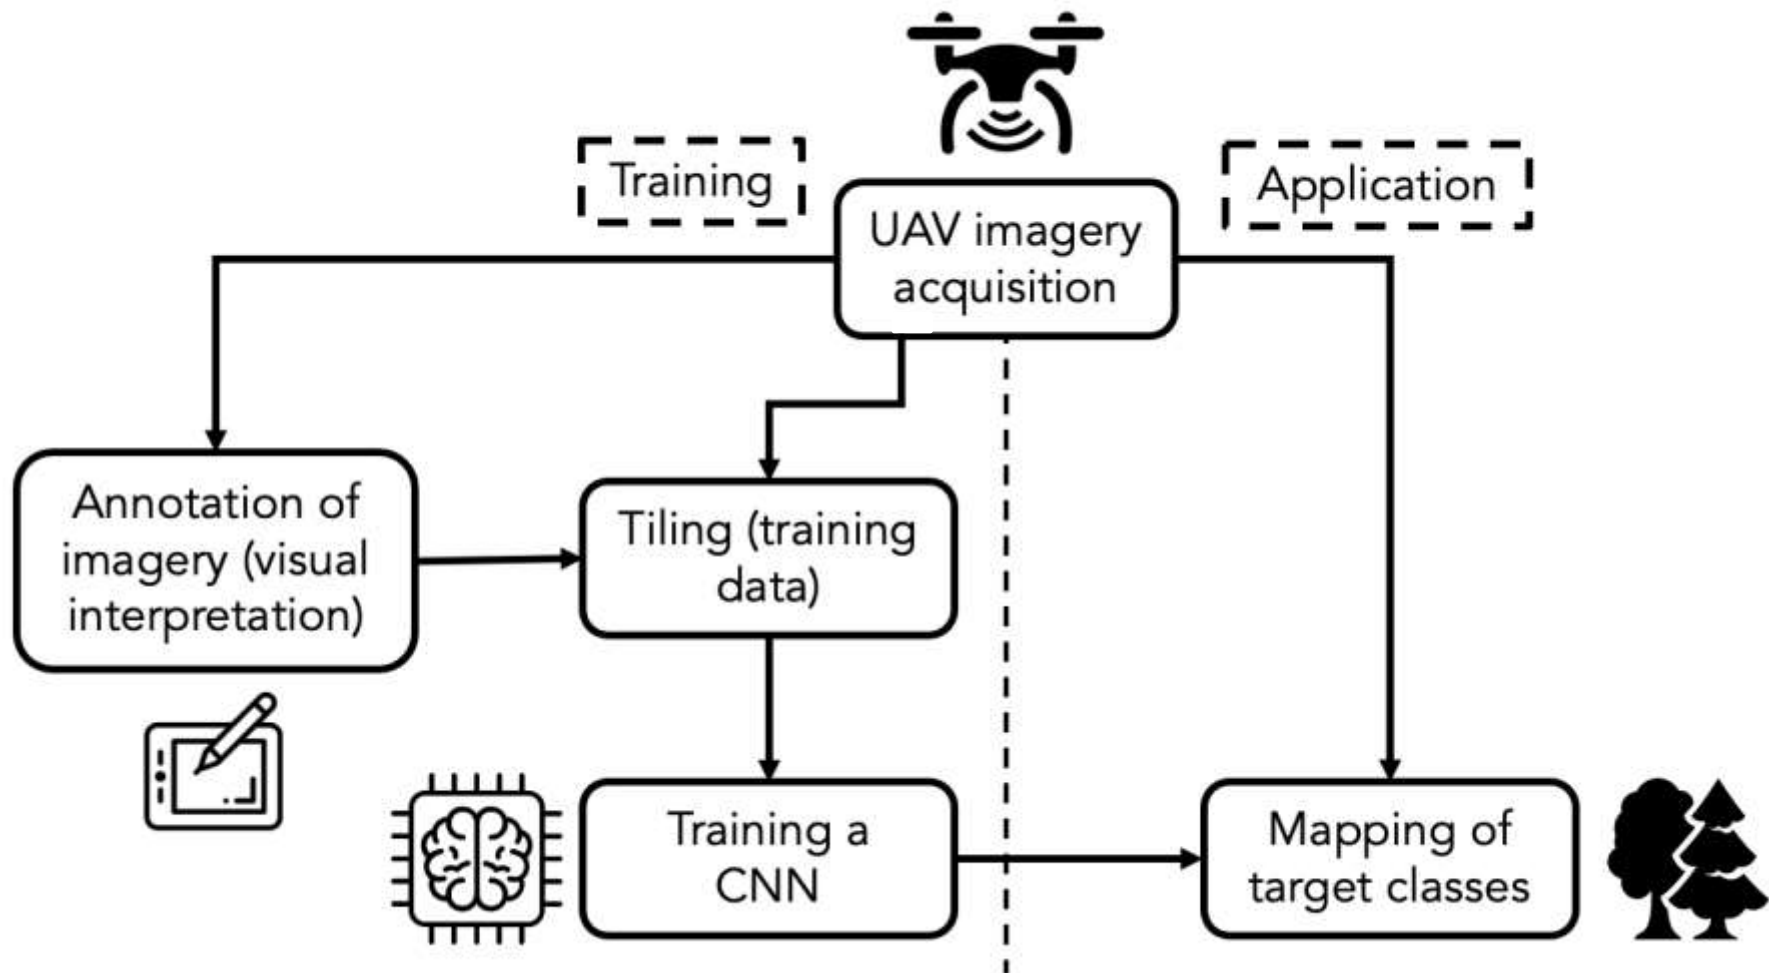 Training
UAV imagery
acquisition
Application
Annotation of
imagery (visual
interpretation)
Tiling (training
data)
Training a
CNN
Mapping of
target classes